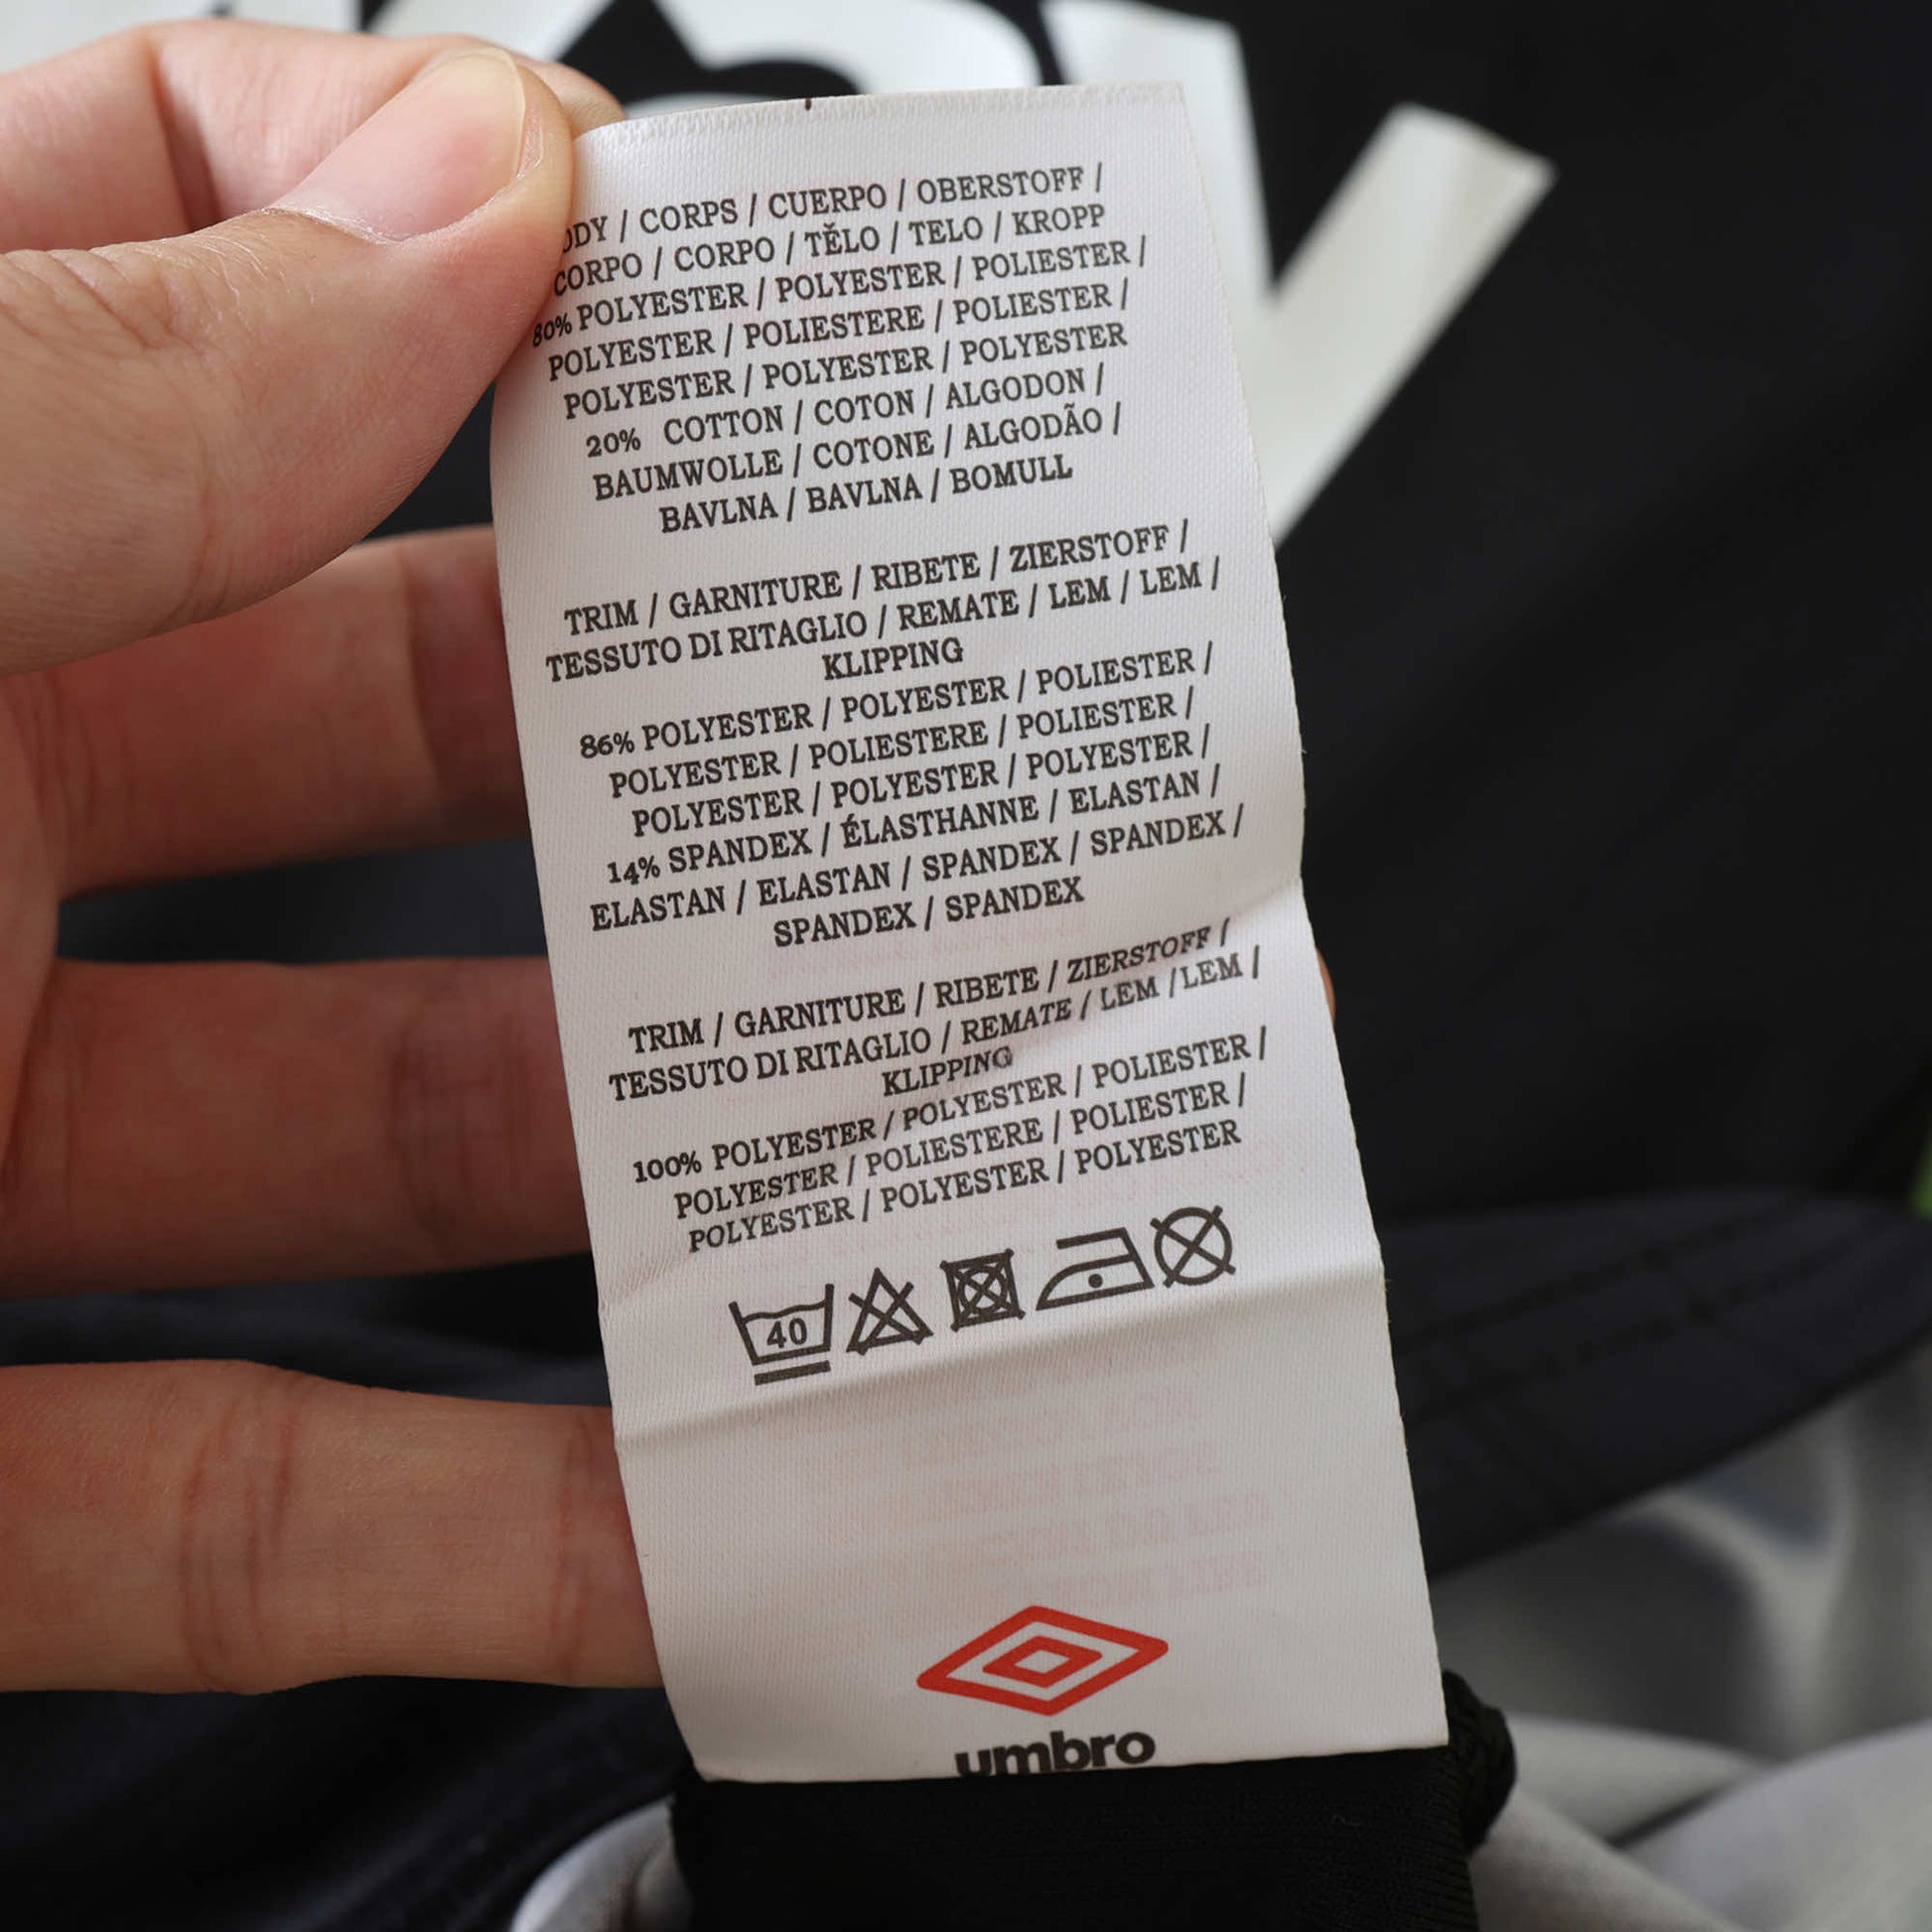 / CORPS / CUERPO / OBERSTOFF /
CORPO / CORPO / TĚLO / TELO / KROPP
80% POLYESTER / POLYESTER / POLIESTER /
POLYESTER / POLIESTERE / POLIESTER /
POLYESTER / POLYESTER / POLYESTER
20% COTTON / COTON / ALGODON /
BAUMWOLLE / COTONE / ALGODÃO /
BAVLNA / BAVLNA / BOMULL
TRIM / GARNITURE / RIBETE / ZIERSTOFF /
TESSUTO DI RITAGLIO / REMATE / LEM / LEM /
KLIPPING
86% POLYESTER / POLYESTER / POLIESTER /
POLYESTER / POLIESTERE / POLIESTER /
POLYESTER / POLYESTER / POLYESTER /
14% SPANDEX / ÉLASTHANNE / ELASTAN /
ELASTAN / ELASTAN / SPANDEX / SPANDEX /
SPANDEX / SPANDEX
TRIM / GARNITURE / RIBETE / ZIERSTOFF /
TESSUTO DI RITAGLIO / REMATE / LEM /LEM /
KLIPPING
100% POLYESTER / POLYESTER / POLIESTER /
POLYESTER / POLIESTERE / POLIESTER /
POLYESTER / POLYESTER / POLYESTER
40
umbro